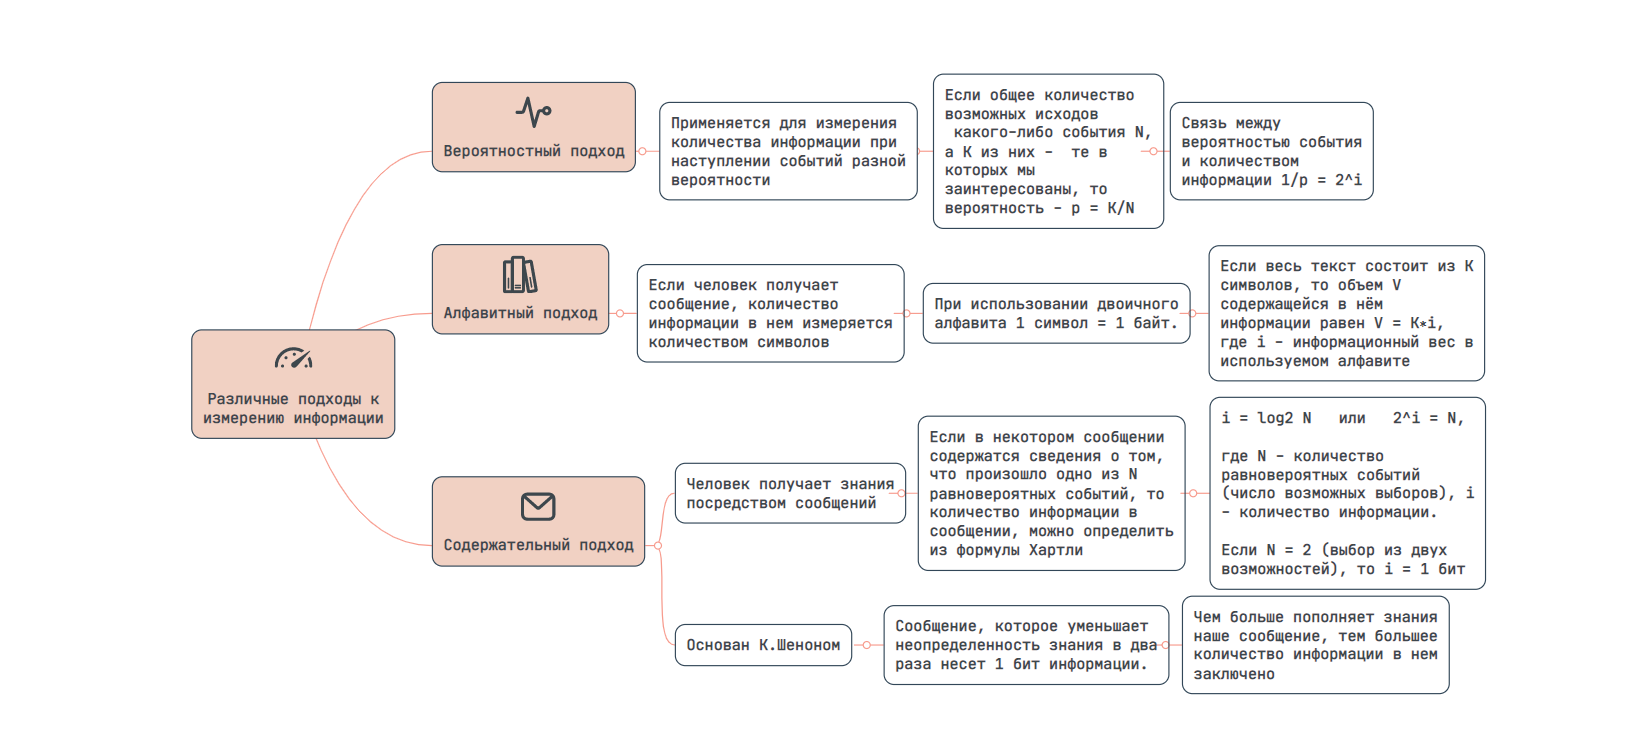 Различные подходы к
измерению информации
Вероятностный подход
Применяется для измерения
количества информации при
наступлении событий разной
вероятности
Если общее количество
возможных исходов
какого-либо события N,
а К из них - те в
которых мы
заинтересованы, то
вероятность - p = K/N
Связь между
вероятностью события
и количеством
информации 1/p = 2^i
Алфавитный подход
Если человек получает
сообщение, количество
информации в нем измеряется
количеством символов
При использовании двоичного
алфавита 1 символ = 1 байт.
Если весь текст состоит из К
символов, то объем V
содержащейся в нём
информации равен V = K*i,
где i - информационный вес в
используемом алфавите
Содержательный подход
Человек получает знания
посредством сообщений
Если в некотором сообщении
содержатся сведения о том,
что произошло одно из N
равновероятных событий, то
количество информации в
сообщении, можно определить
из формулы Хартли
i = log2 N или 2^i = N,
где N - количество
равновероятных событий
(число возможных выборов), i
- количество информации.
Если N = 2 (выбор из двух
возможностей), то i = 1 бит
Основан К.Шеноном
Сообщение, которое уменьшает
неопределенность знания в два
раза несет 1 бит информации.
Чем больше пополняет знания
наше сообщение, тем большее
количество информации в нем
заключено